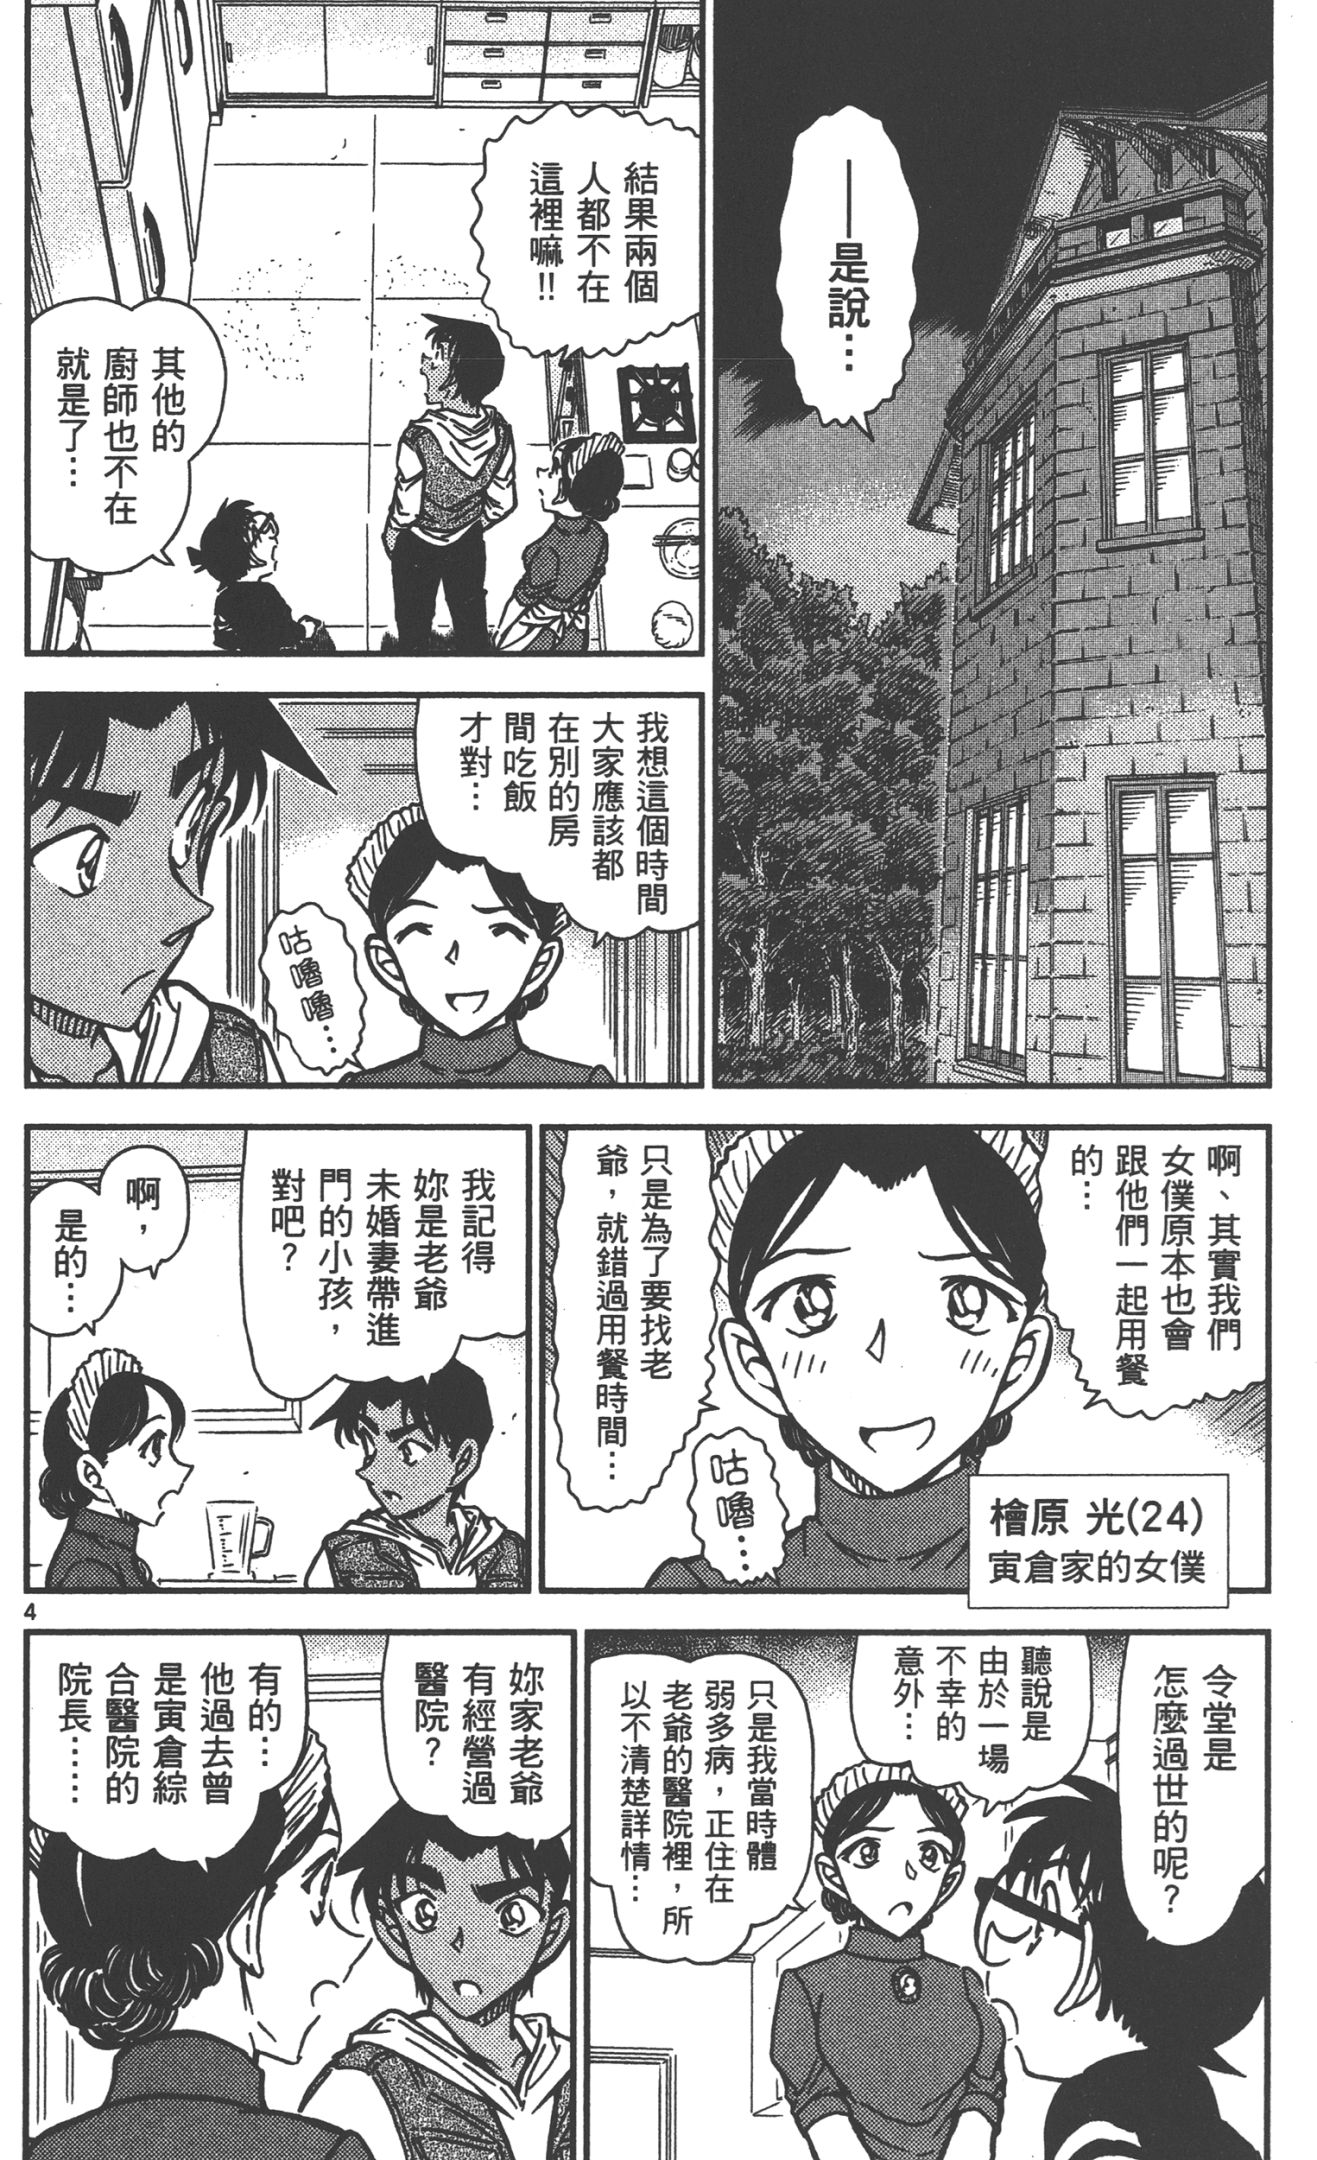 ——是說…
結果兩個
人都不在
這裡嘛!!
其他的
廚師也不在
就是了…
我想這個時間
大家應該都
在別的房
間吃飯
才對…
咕嚕嚕…
啊、其實我們
女僕原本也會
跟他們一起用餐
的…
只是為了要找老
爺，就錯過用餐時間…
咕嚕…
檜原 光(24)
寅倉家的女僕
我記得
妳是老爺
未婚妻帶進
門的小孩，
對吧？
啊，
是的…
4
令堂是
怎麼過世的呢？
聽說是
由於一場
不幸的
意外…
只是我當時體
弱多病，正住在
老爺的醫院裡，所
以不清楚詳情…
妳家老爺
有經營過
醫院？
有的…
他過去曾
是寅倉綜
合醫院的
院長……